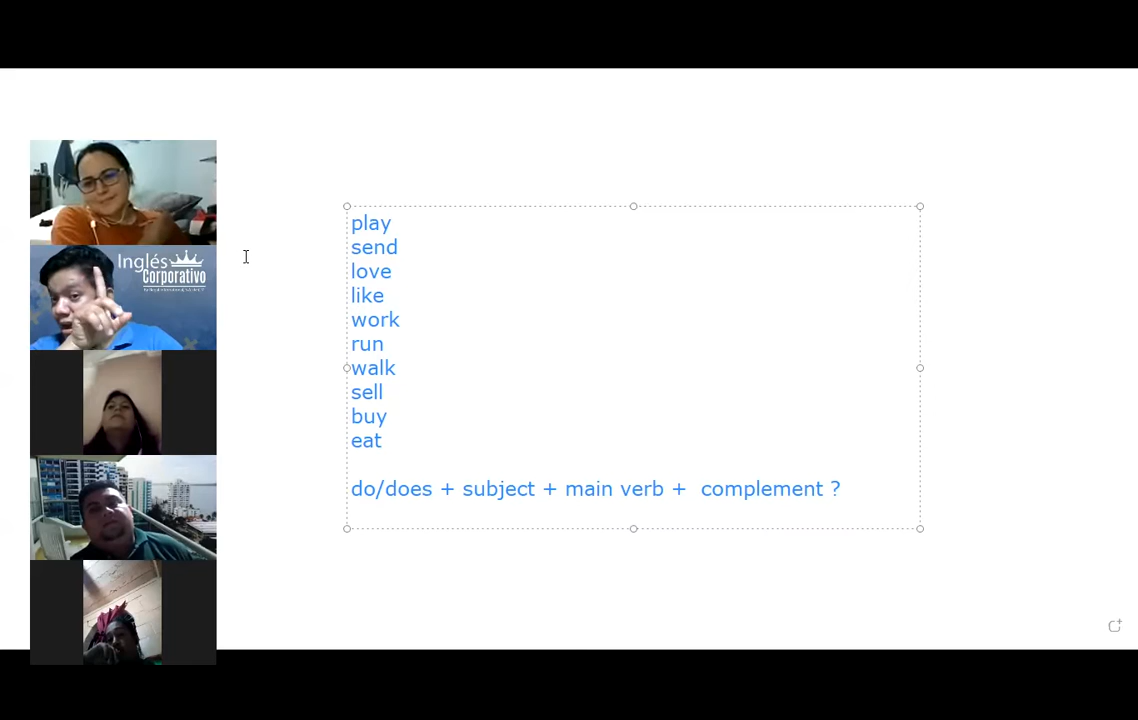 Inglés
Corporativo
play
send
love
like
work
run
walk
sell
buy
eat
do/does + subject + main verb +  complement ?